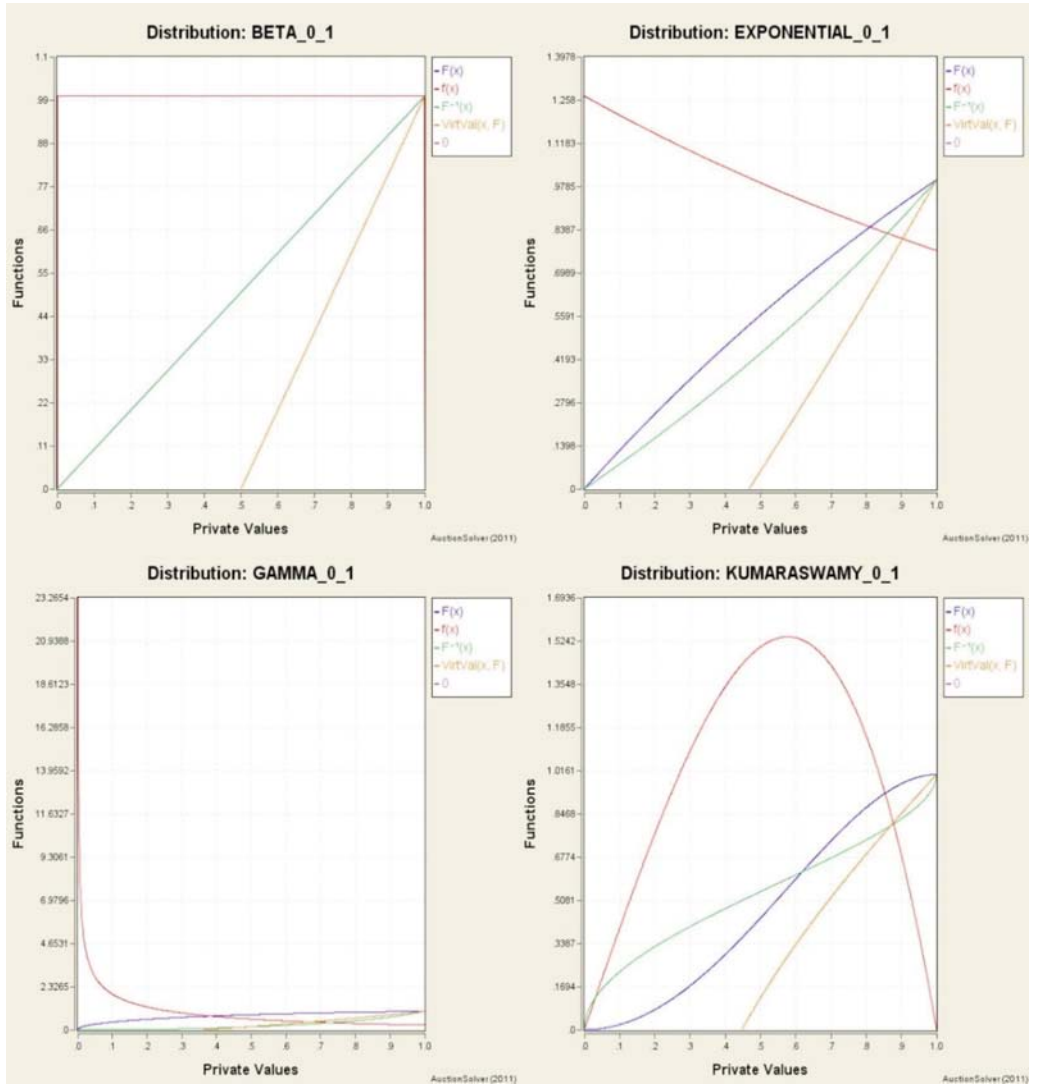 Distribution: BETA_0_1
1.1
.99
.88
.77
.66
.55
.44
.33
.22
.11
.0
Functions
.0 .1 .2 .3 .4 .5 .6 .7 .8 .9 1.0
Private Values
F(x)
f(x)
F^-1(x)
VirtVal(x, F)
0
AuctionSolver (2011)
Distribution: EXPONENTIAL_0_1
1.3978
1.258
1.1183
.9785
.8387
.6989
.5591
.4193
.2796
.1398
.0
Functions
.0 .1 .2 .3 .4 .5 .6 .7 .8 .9 1.0
Private Values
F(x)
f(x)
F^-1(x)
VirtVal(x, F)
0
AuctionSolver (2011)
Distribution: GAMMA_0_1
23.2654
20.9388
18.6123
16.2858
13.9592
11.6327
9.3061
6.9796
4.6531
2.3265
.0
Functions
.0 .1 .2 .3 .4 .5 .6 .7 .8 .9 1.0
Private Values
F(x)
f(x)
F^-1(x)
VirtVal(x, F)
0
AuctionSolver (2011)
Distribution: KUMARASWAMY_0_1
1.6936
1.5242
1.3548
1.1855
1.0161
.8468
.6774
.5081
.3387
.1694
.0
Functions
.0 .1 .2 .3 .4 .5 .6 .7 .8 .9 1.0
Private Values
F(x)
f(x)
F^-1(x)
VirtVal(x, F)
0
AuctionSolver (2011)